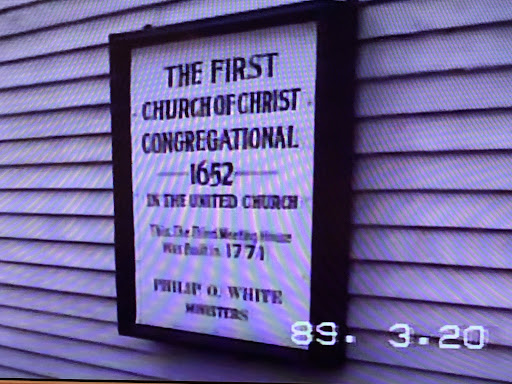 THE FIRST
CHURCH OF CHRIST
CONGREGATIONAL
1652
IN THE UNITED CHURCH
This, The Third Meeting House
Was Built in 1771
PHILIP O. WHITE
MINISTERS
89. 3.20